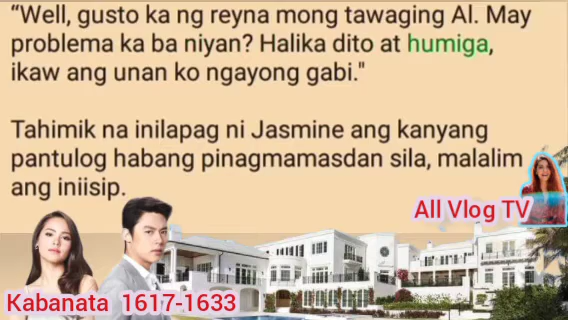 “Well, gusto ka ng reyna mong tawaging Al. May
problema ka ba niyan? Halika dito at humiga,
ikaw ang unan ko ngayong gabi."
Tahimik na inilapag ni Jasmine ang kanyang
pantulog habang pinagmamasdan sila, malalim
ang iniisip.
All Vlog TV
Kabanata 1617-1633